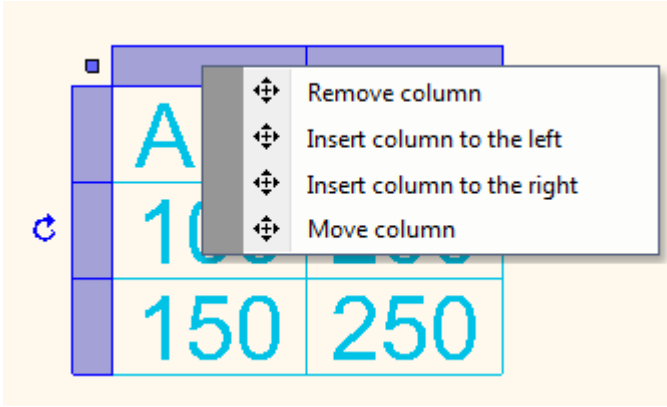 A
Remove column
Insert column to the left
Insert column to the right
Move column
150 250